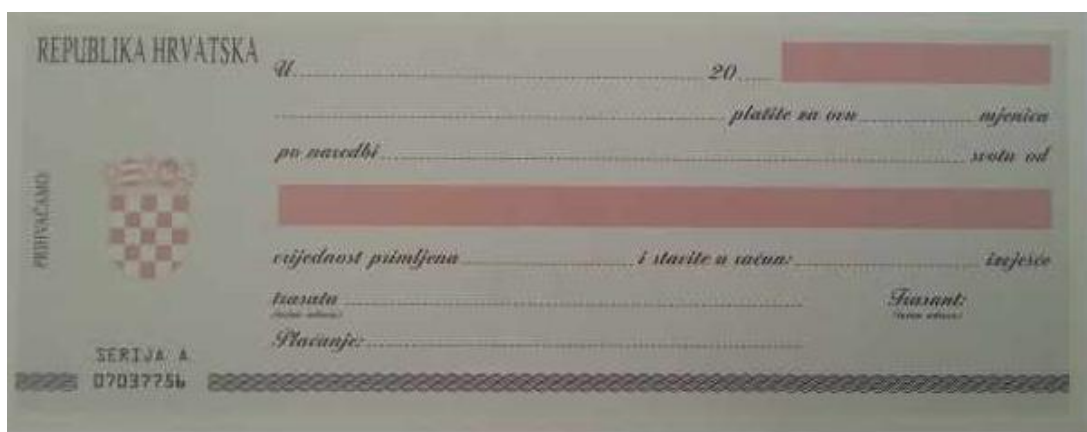 REPUBLIKA HRVATSKA
U 20
platite za ovu mjenicu
po naredbi svotu od
PRIHVAĆAMO
vrijednost primljena i stavite u račun: izvješće
trasata Trasant:
Plaćanje:
SERIJA A